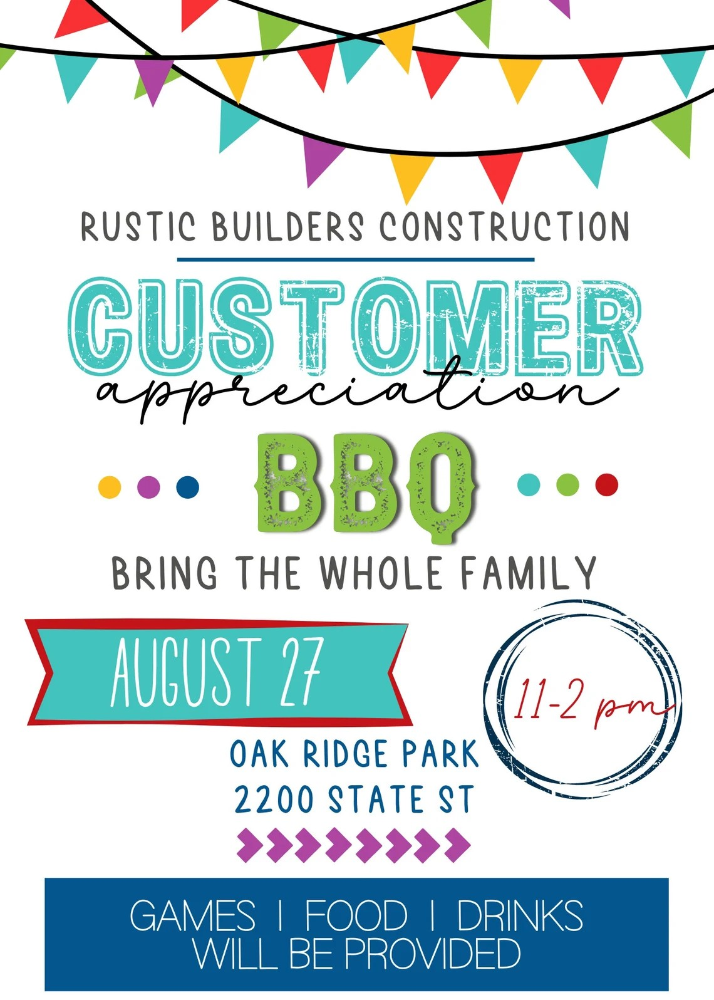 RUSTIC BUILDERS CONSTRUCTION
CUSTOMER
appreciation
BBQ
BRING THE WHOLE FAMILY
AUGUST 27
11-2 pm
OAK RIDGE PARK
2200 STATE ST
GAMES | FOOD | DRINKS
WILL BE PROVIDED